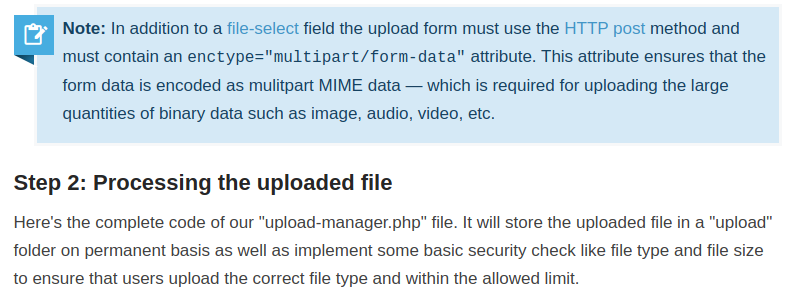 Note: In addition to a file-select field the upload form must use the HTTP post method and
must contain an enctype="multipart/form-data" attribute. This attribute ensures that the
form data is encoded as mulitpart MIME data — which is required for uploading the large
quantities of binary data such as image, audio, video, etc.
Step 2: Processing the uploaded file
Here's the complete code of our "upload-manager.php" file. It will store the uploaded file in a "upload"
folder on permanent basis as well as implement some basic security check like file type and file size
to ensure that users upload the correct file type and within the allowed limit.